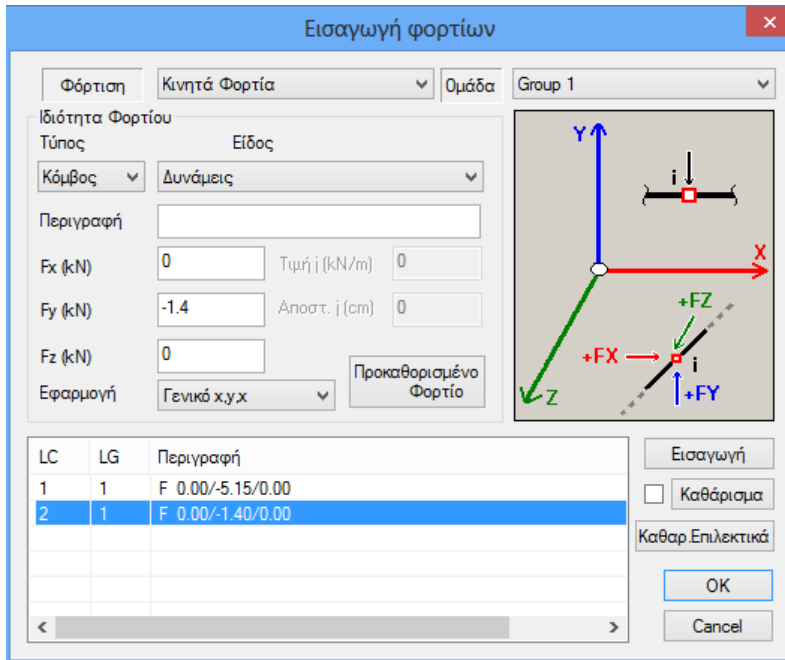 Εισαγωγή φορτίων
Φόρτιση Κινητά Φορτία Ομάδα Group 1
Ιδιότητα Φορτίου
Τύπος Είδος
Κόμβος Δυνάμεις
Περιγραφή
Fx (kN) 0 Τιμή j (kN/m) 0
Fy (kN) -1.4 Αποστ. j (cm) 0
Fz (kN) 0
Προκαθορισμένο
Φορτίο
Εφαρμογή Γενικό x,y,x
Y
i
X
+FZ
+FX i
+FY
Z
LC LG Περιγραφή
1 1 F 0.00/-5.15/0.00
2 1 F 0.00/-1.40/0.00
Εισαγωγή
Καθάρισμα
Καθαρ.Επιλεκτικά
OK
Cancel